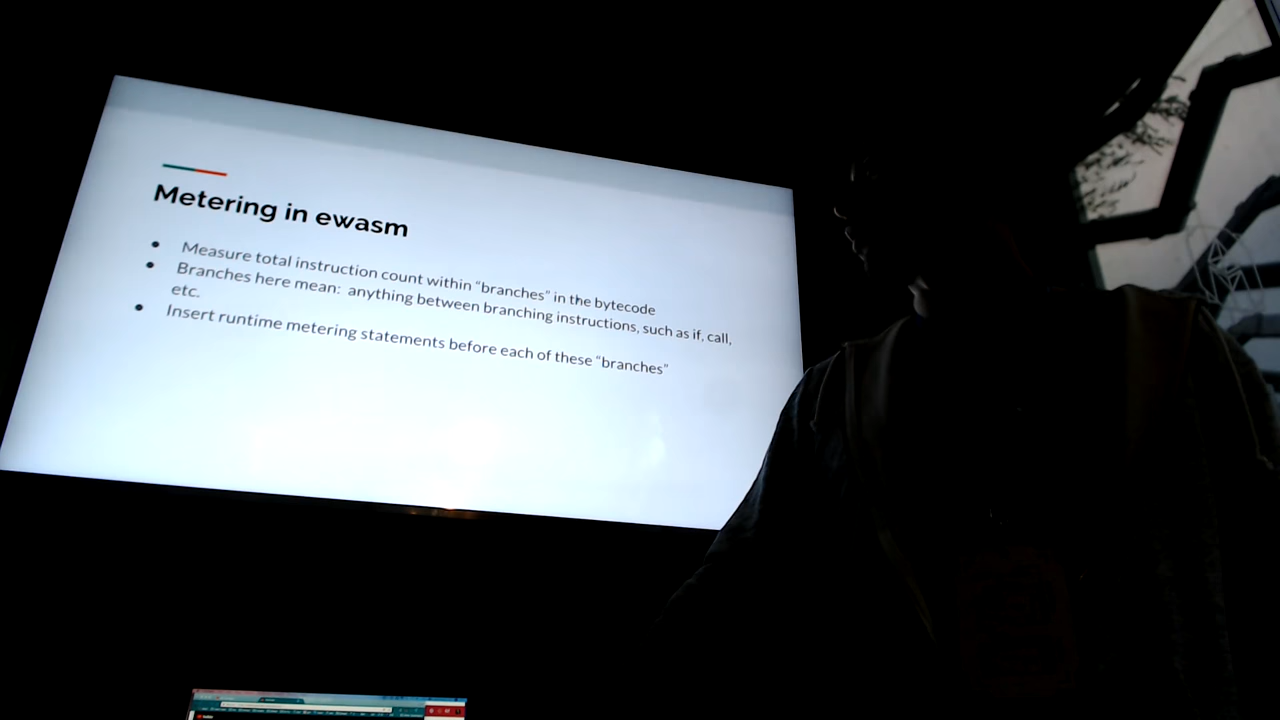 Metering in ewasm
● Measure total instruction count within “branches” in the bytecode
● Branches here mean: anything between branching instructions, such as if, call,
etc.
● Insert runtime metering statements before each of these “branches”